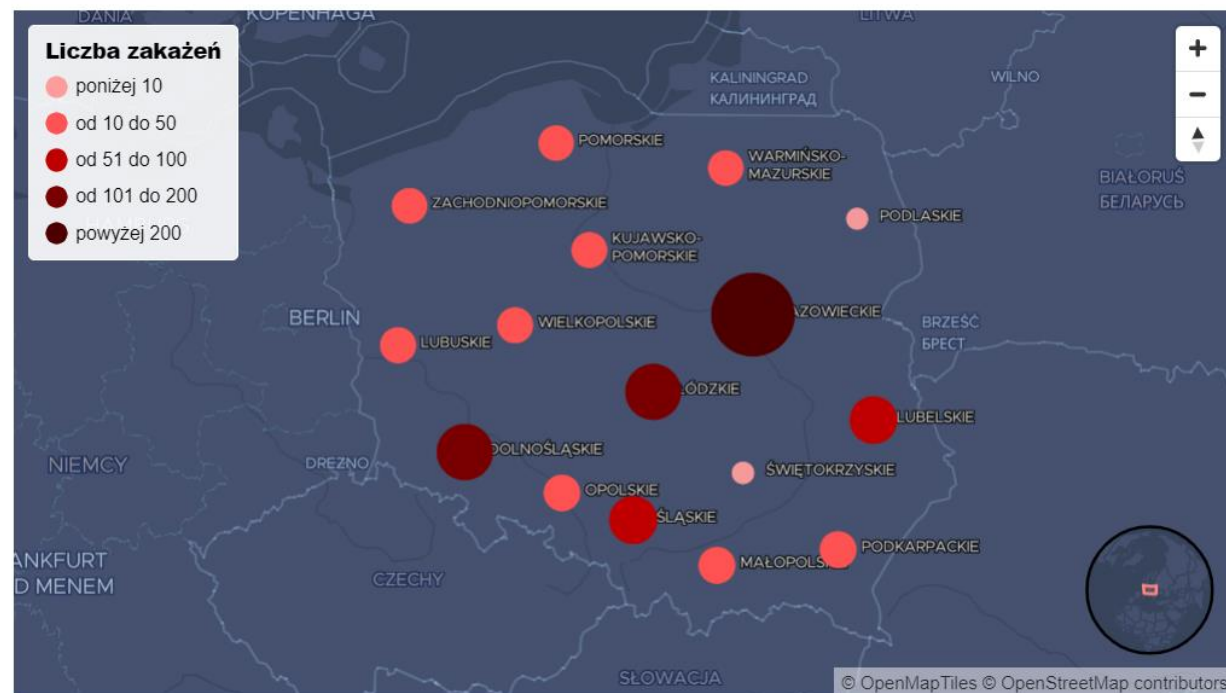 DANIA
KOPENHAGA
LITWA
Liczba zakażeń
poniżej 10
od 10 do 50
od 51 do 100
od 101 do 200
powyżej 200
+
−
KALININGRAD
КАЛИНИНГРАД
WILNO
POMORSKIE
WARMIŃSKO-
MAZURSKIE
BIAŁORUŚ
БЕЛАРУСЬ
ZACHODNIOPOMORSKIE
PODLASKIE
KUJAWSKO-
POMORSKIE
BERLIN
WIELKOPOLSKIE
AZOWIECKIE
BRZEŚĆ
БРЕСТ
LUBUSKIE
ÓDZKIE
LUBELSKIE
NIEMCY
DREZNO
DOLNOŚLĄSKIE
ŚWIĘTOKRZYSKIE
OPOLSKIE
ŚLĄSKIE
PODKARPACKIE
ANKFURT
D MENEM
CZECHY
SŁOWACJA
© OpenMapTiles © OpenStreetMap contributors